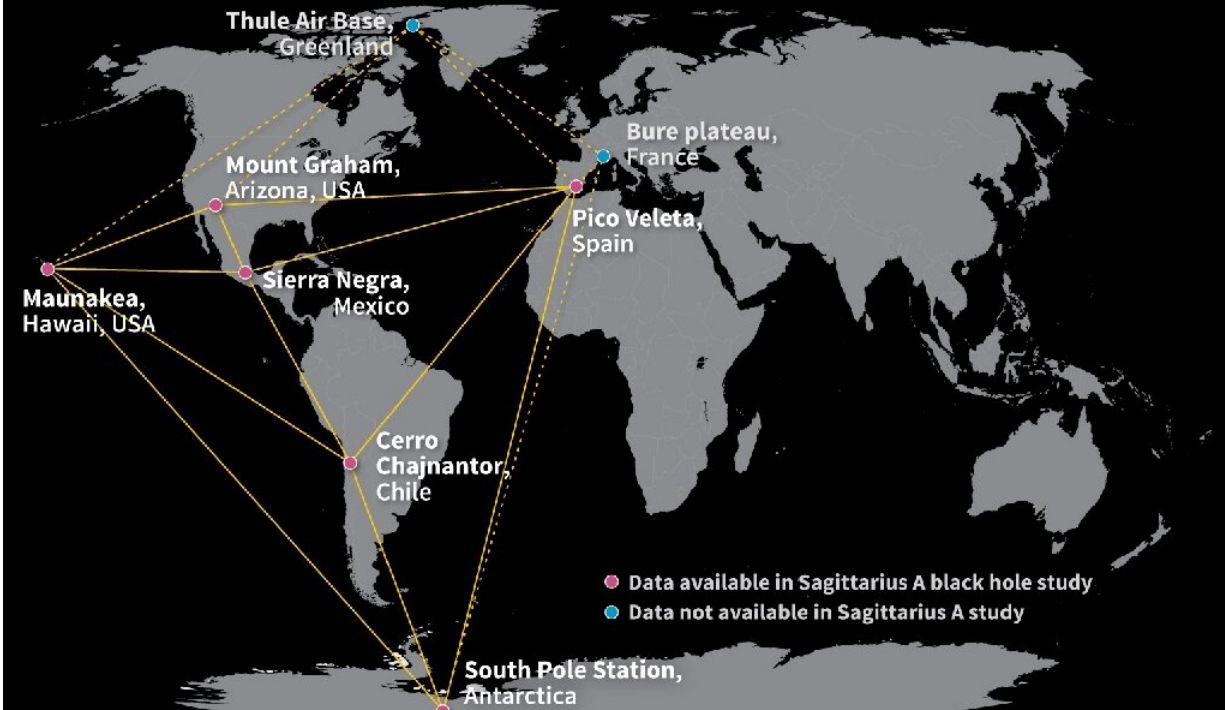 Thule Air Base,
Greenland
Bure plateau,
France
Mount Graham,
Arizona, USA
Pico Veleta,
Spain
Sierra Negra,
Mexico
Maunakea,
Hawaii, USA
Cerro
Chajnantor,
Chile
Data available in Sagittarius A black hole study
Data not available in Sagittarius A study
South Pole Station,
Antarctica